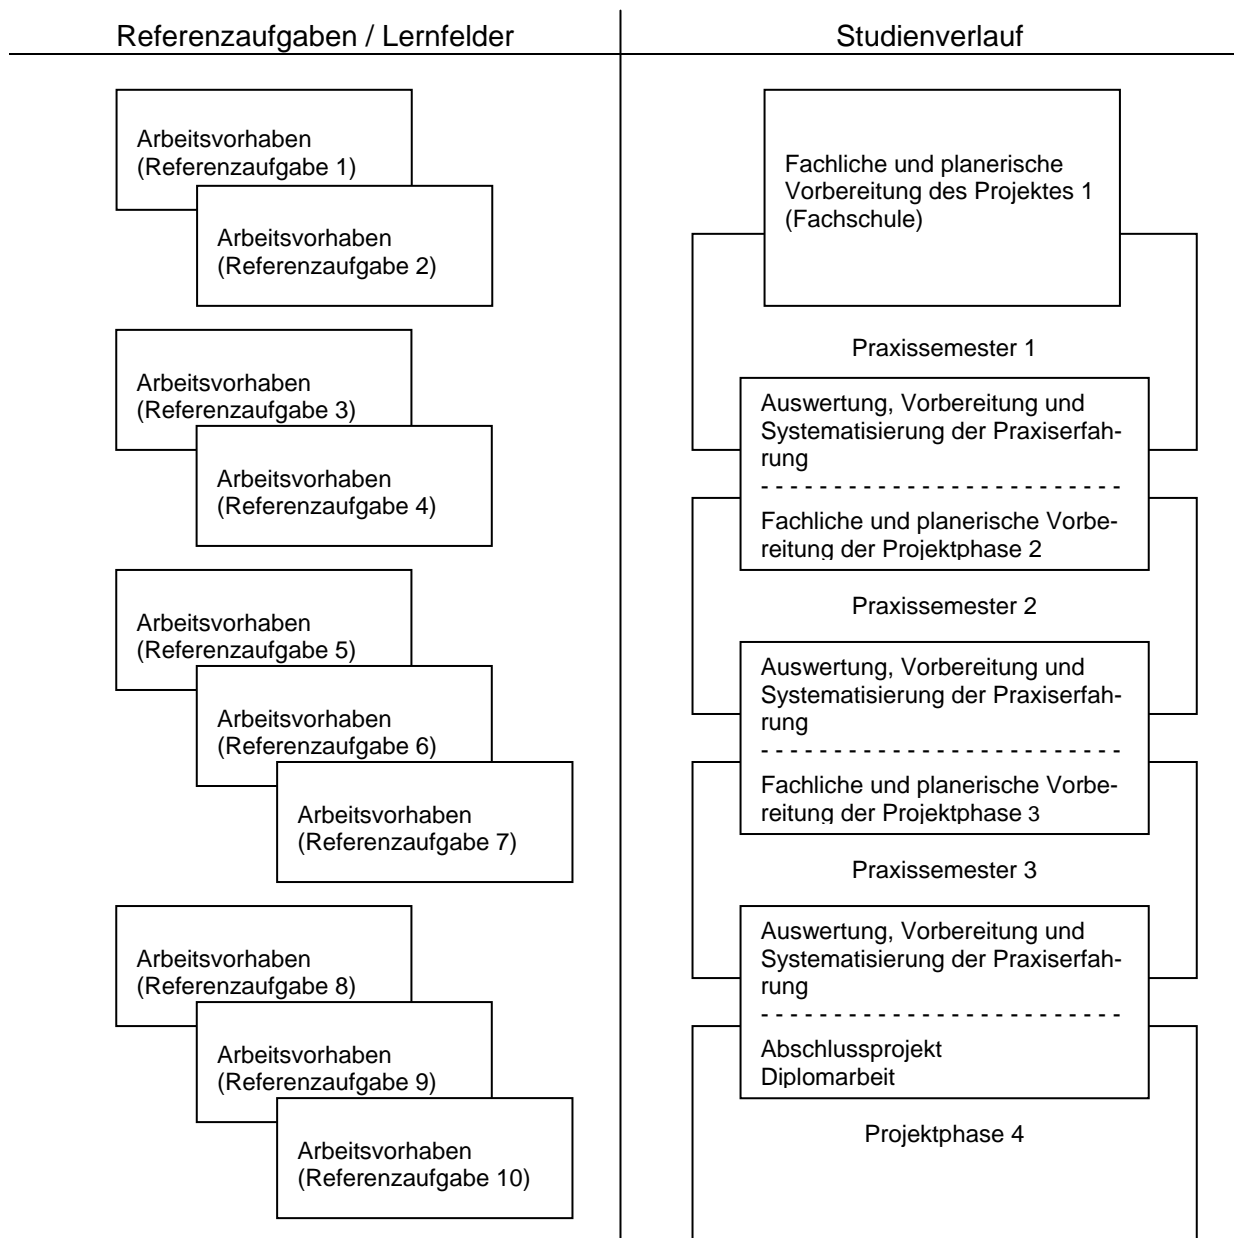 Referenzaufgaben / Lernfelder
Arbeitsvorhaben
(Referenzaufgabe 1)
Arbeitsvorhaben
(Referenzaufgabe 2)
Arbeitsvorhaben
(Referenzaufgabe 3)
Arbeitsvorhaben
(Referenzaufgabe 4)
Arbeitsvorhaben
(Referenzaufgabe 5)
Arbeitsvorhaben
(Referenzaufgabe 6)
Arbeitsvorhaben
(Referenzaufgabe 7)
Arbeitsvorhaben
(Referenzaufgabe 8)
Arbeitsvorhaben
(Referenzaufgabe 9)
Arbeitsvorhaben
(Referenzaufgabe 10)
Studienverlauf
Fachliche und planerische
Vorbereitung des Projektes 1
(Fachschule)
Praxissemester 1
Auswertung, Vorbereitung und
Systematisierung der Praxiserfah-
rung
Fachliche und planerische Vorbe-
reitung der Projektphase 2
Praxissemester 2
Auswertung, Vorbereitung und
Systematisierung der Praxiserfah-
rung
Fachliche und planerische Vorbe-
reitung der Projektphase 3
Praxissemester 3
Auswertung, Vorbereitung und
Systematisierung der Praxiserfah-
rung
Abschlussprojekt
Diplomarbeit
Projektphase 4